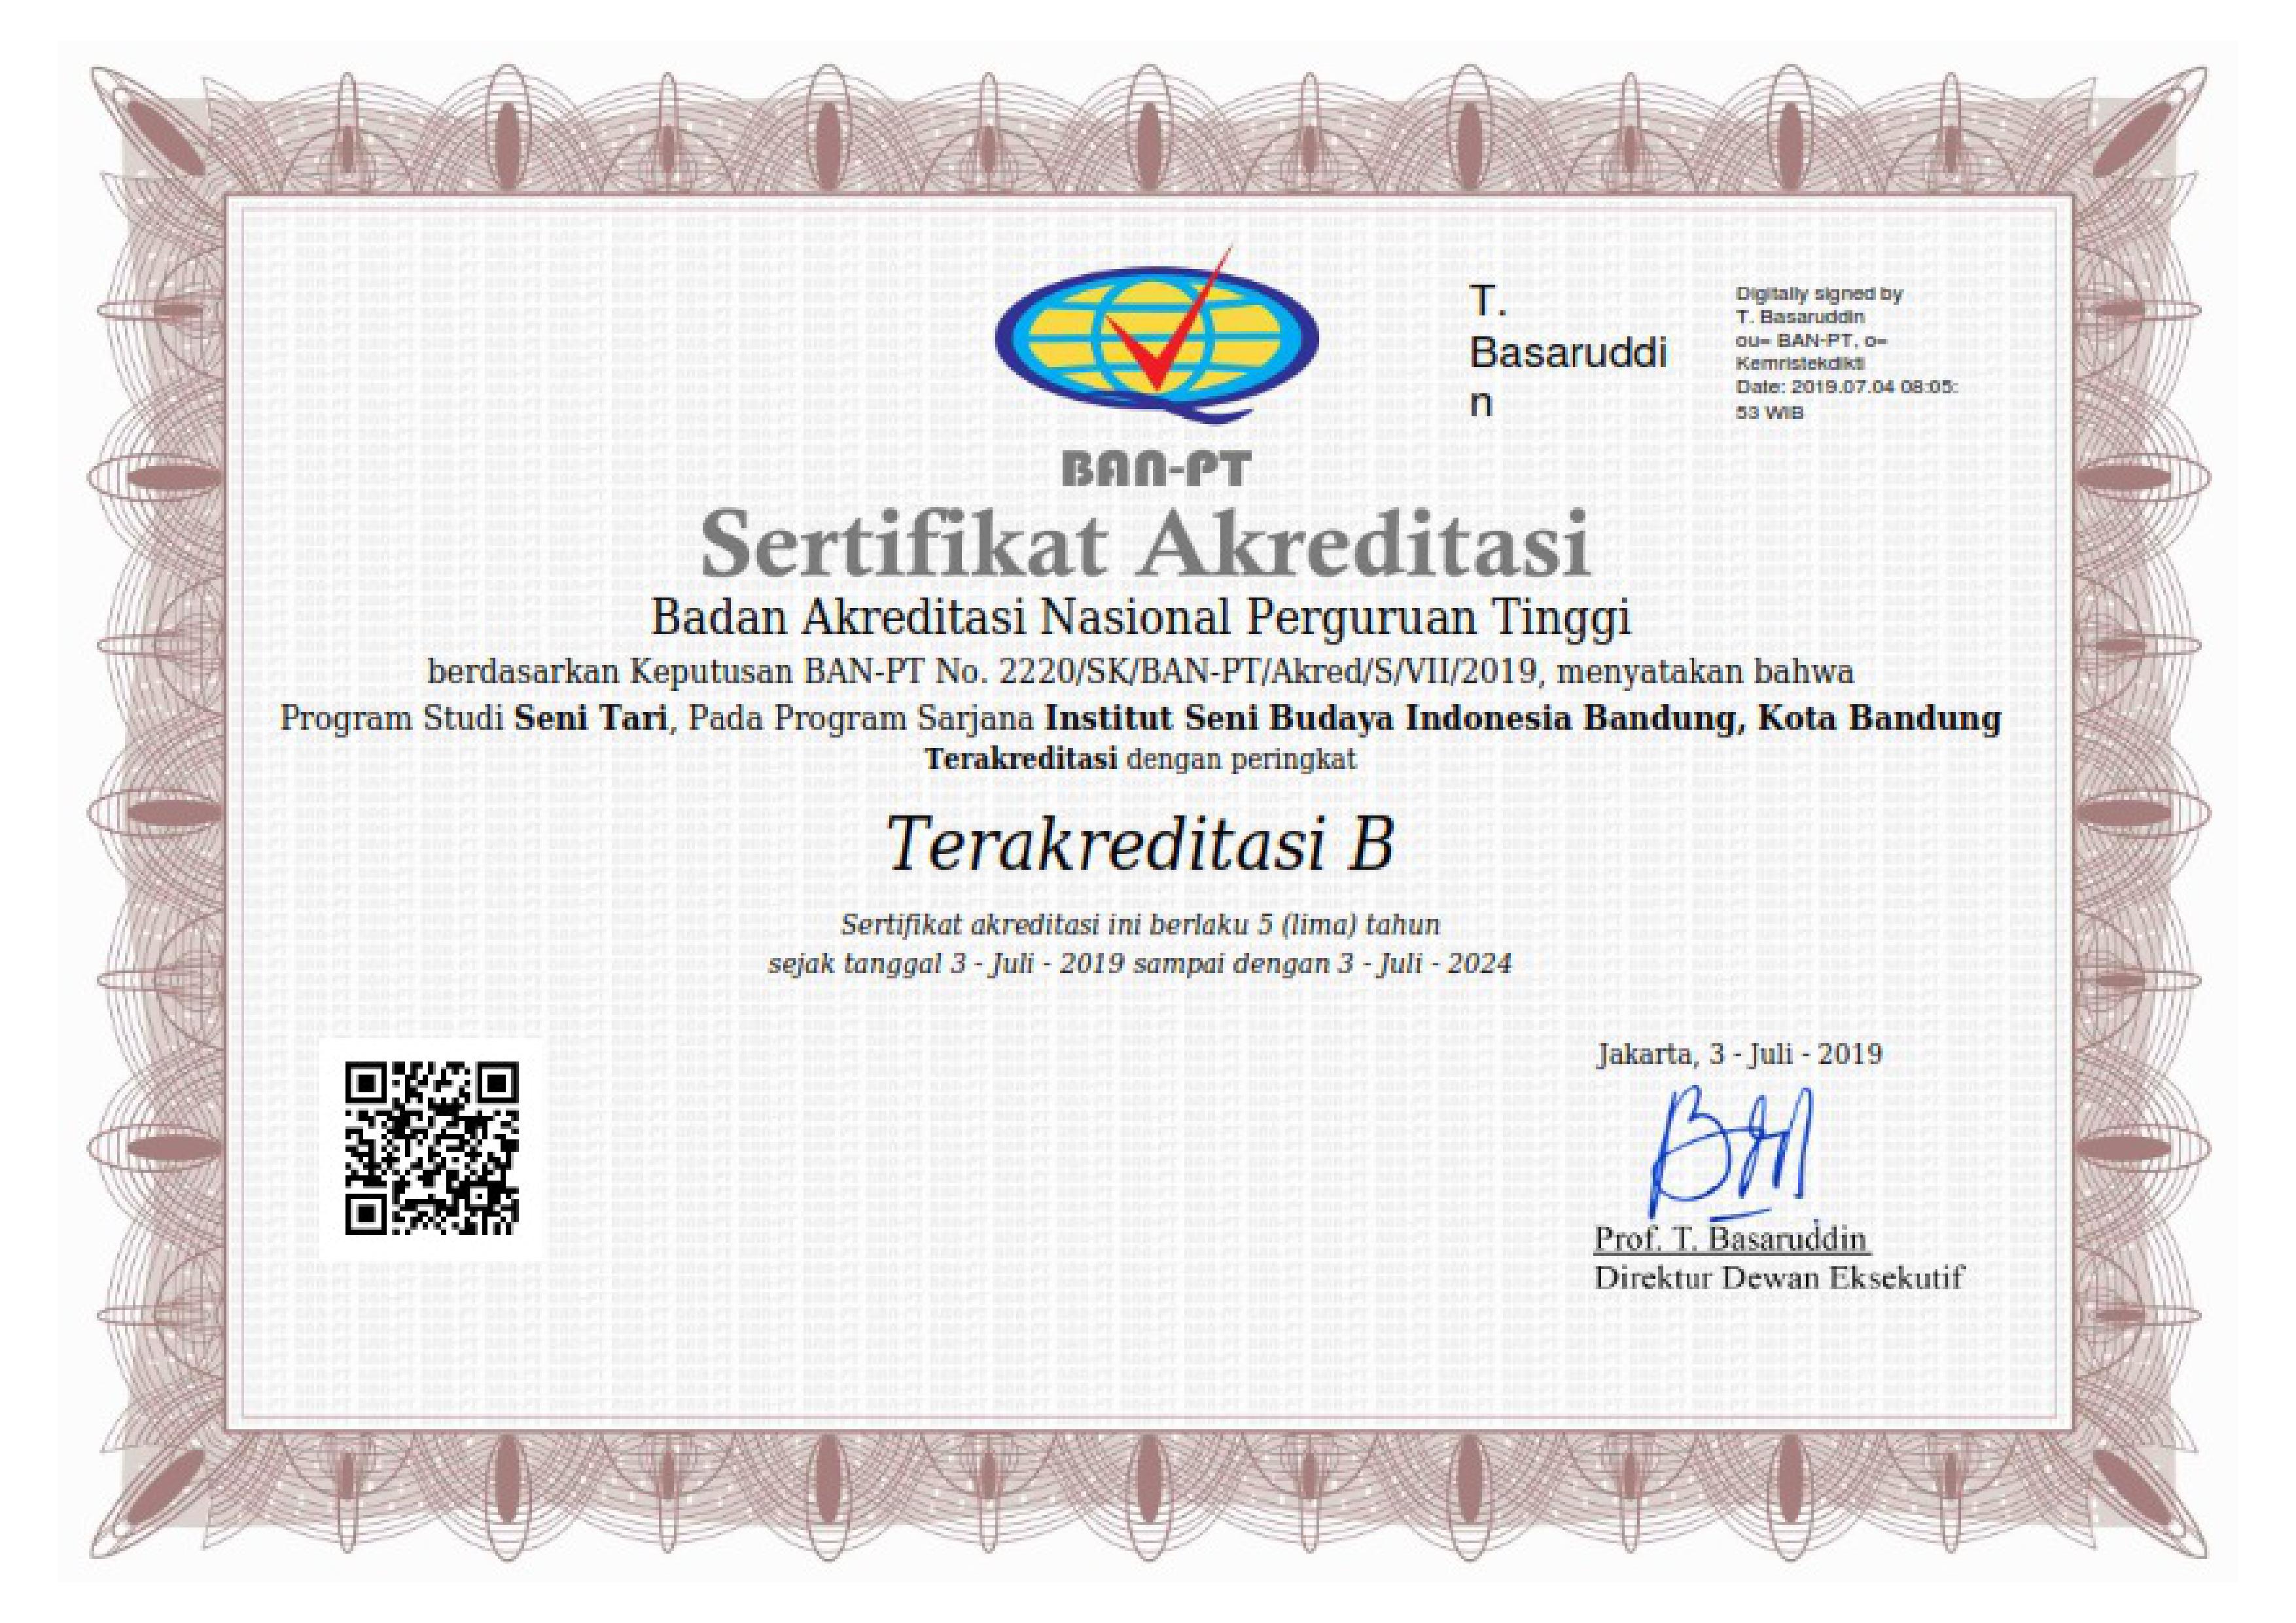 BAN-PT
T.
Basaruddi
n
Digitally signed by
T. Basaruddin
ou= BAN-PT, o=
Kemristekdikti
Date: 2019.07.04 08:05:
53 WIB
Sertifikat Akreditasi
Badan Akreditasi Nasional Perguruan Tinggi
berdasarkan Keputusan BAN-PT No. 2220/SK/BAN-PT/Akred/S/VII/2019, menyatakan bahwa
Program Studi Seni Tari, Pada Program Sarjana Institut Seni Budaya Indonesia Bandung, Kota Bandung
Terakreditasi dengan peringkat
Terakreditasi B
Sertifikat akreditasi ini berlaku 5 (lima) tahun
sejak tanggal 3 - Juli - 2019 sampai dengan 3 - Juli - 2024
Jakarta, 3 - Juli - 2019
Prof. T. Basaruddin
Direktur Dewan Eksekutif